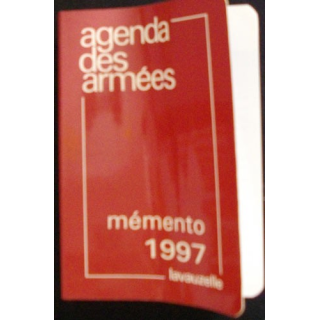 agenda
des
armées
mémento
1997
lavauzelle